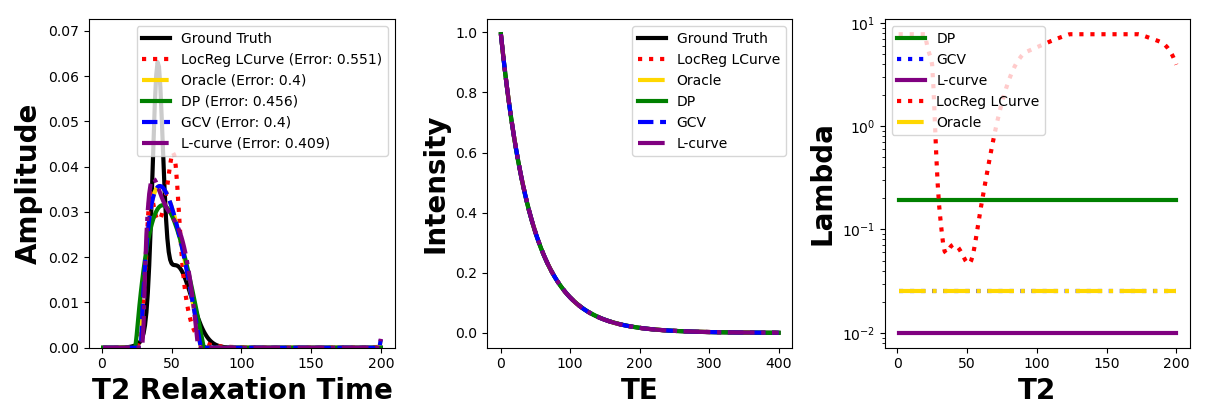 0.07
0.06
0.05
0.04
0.03
0.02
0.01
0.00
Amplitude
Ground Truth
LocReg LCurve (Error: 0.551)
Oracle (Error: 0.4)
DP (Error: 0.456)
GCV (Error: 0.4)
L-curve (Error: 0.409)
0 50 100 150 200
T2 Relaxation Time
1.0
0.8
0.6
0.4
0.2
0.0
Intensity
Ground Truth
LocReg LCurve
Oracle
DP
GCV
L-curve
0 100 200 300 400
TE
10¹
10⁰
10⁻¹
10⁻²
Lambda
DP
GCV
L-curve
LocReg LCurve
Oracle
0 50 100 150 200
T2